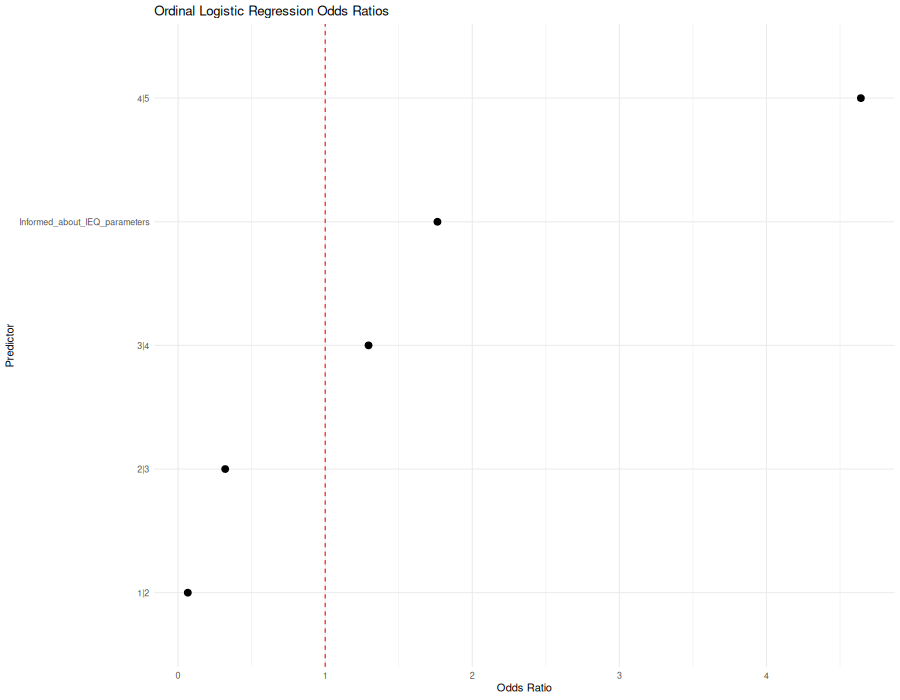 Ordinal Logistic Regression Odds Ratios
4|5
Informed_about_IEQ_parameters
3|4
2|3
1|2
Predictor
0 1 2 3 4
Odds Ratio